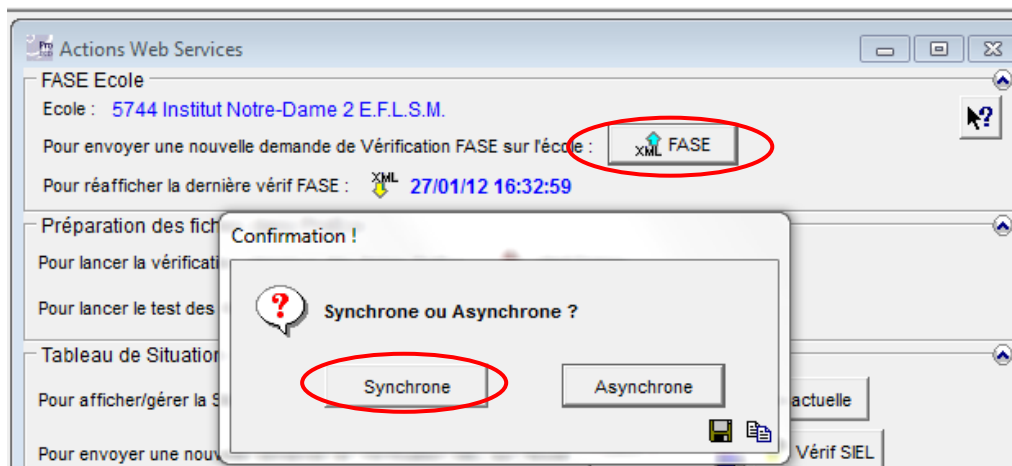 Actions Web Services
FASE Ecole
Ecole : 5744 Institut Notre-Dame 2 E.F.L.S.M.
Pour envoyer une nouvelle demande de Vérification FASE sur l'école : XML FASE
Pour réafficher la dernière vérif FASE : XML 27/01/12 16:32:59
Préparation des fich
Confirmation !
Pour lancer la vérificati
Pour lancer le test des
Synchrone ou Asynchrone ?
Tableau de Situation
Synchrone Asynchrone
Pour afficher/gérer la S
actuelle
Pour envoyer une nouv
Vérif SIEL